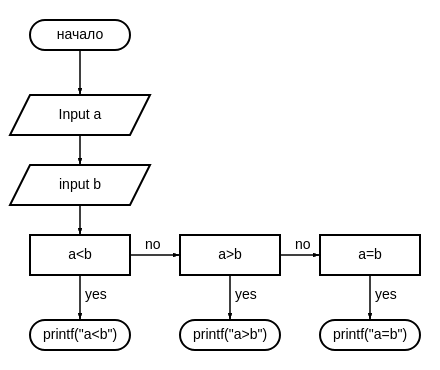 начало
Input a
input b
a<b
no
a>b
no
a=b
yes
yes
yes
printf("a<b")
printf("a>b")
printf("a=b")